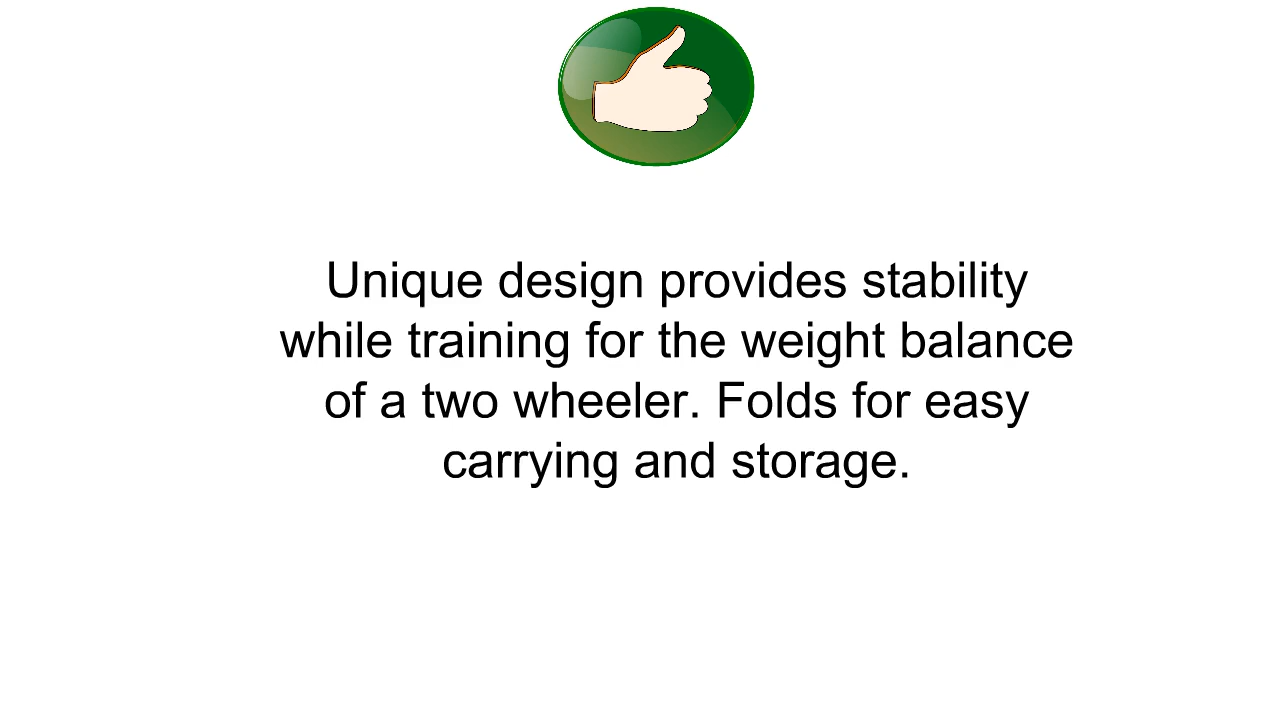 Unique design provides stability
while training for the weight balance
of a two wheeler. Folds for easy
carrying and storage.